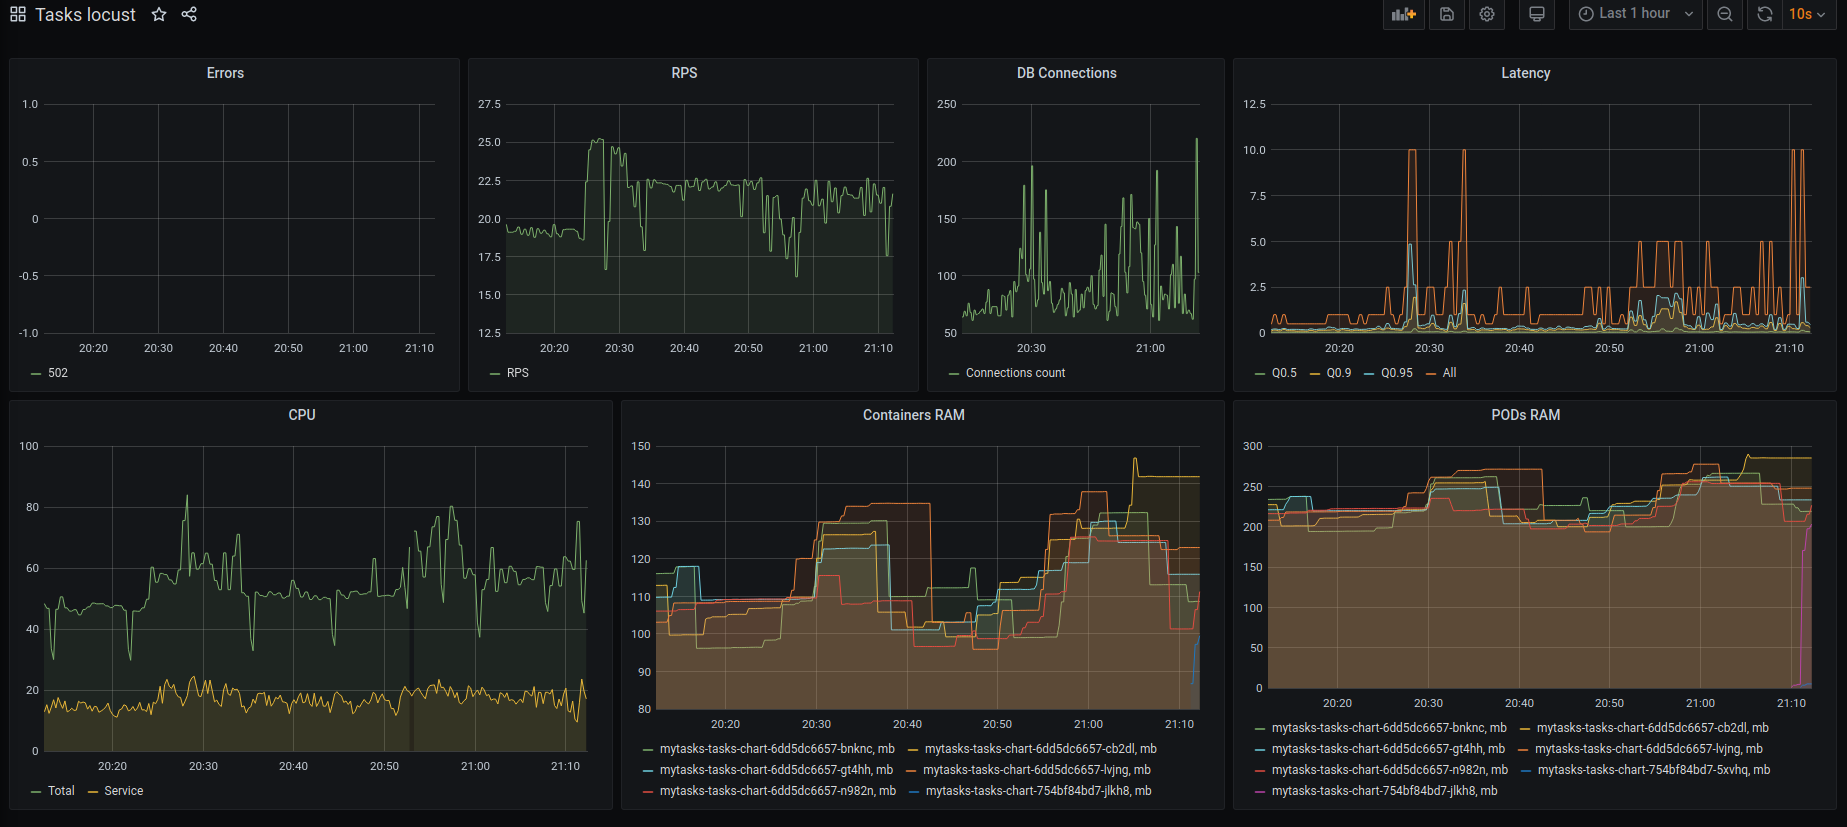 Tasks locust
Last 1 hour
10s
Errors
1.0
0.5
0
-0.5
-1.0
20:20 20:30 20:40 20:50 21:00 21:10
502
RPS
27.5
25.0
22.5
20.0
17.5
15.0
12.5
20:20 20:30 20:40 20:50 21:00 21:10
RPS
DB Connections
250
200
150
100
50
20:30 21:00
Connections count
Latency
12.5
10.0
7.5
5.0
2.5
0
20:20 20:30 20:40 20:50 21:00 21:10
Q0.5 Q0.9 Q0.95 All
CPU
100
80
60
40
20
0
20:20 20:30 20:40 20:50 21:00 21:10
Total Service
Containers RAM
150
140
130
120
110
100
90
80
20:20 20:30 20:40 20:50 21:00 21:10
mytasks-tasks-chart-6dd5dc6657-bnknc, mb mytasks-tasks-chart-6dd5dc6657-cb2dl, mb
mytasks-tasks-chart-6dd5dc6657-gt4hh, mb mytasks-tasks-chart-6dd5dc6657-lvjng, mb
mytasks-tasks-chart-6dd5dc6657-n982n, mb mytasks-tasks-chart-754bf84bd7-jlkh8, mb
PODs RAM
300
250
200
150
100
50
0
20:20 20:30 20:40 20:50 21:00 21:10
mytasks-tasks-chart-6dd5dc6657-bnknc, mb mytasks-tasks-chart-6dd5dc6657-cb2dl, mb
mytasks-tasks-chart-6dd5dc6657-gt4hh, mb mytasks-tasks-chart-6dd5dc6657-lvjng, mb
mytasks-tasks-chart-6dd5dc6657-n982n, mb mytasks-tasks-chart-754bf84bd7-5xvhq, mb
mytasks-tasks-chart-754bf84bd7-jlkh8, mb